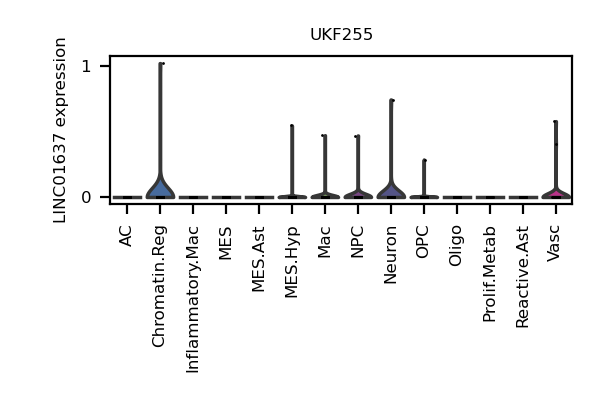 UKF255
LINC01637 expression
1
0
AC
Chromatin.Reg
Inflammatory.Mac
MES
MES.Ast
MES.Hyp
Mac
NPC
Neuron
OPC
Oligo
Prolif.Metab
Reactive.Ast
Vasc